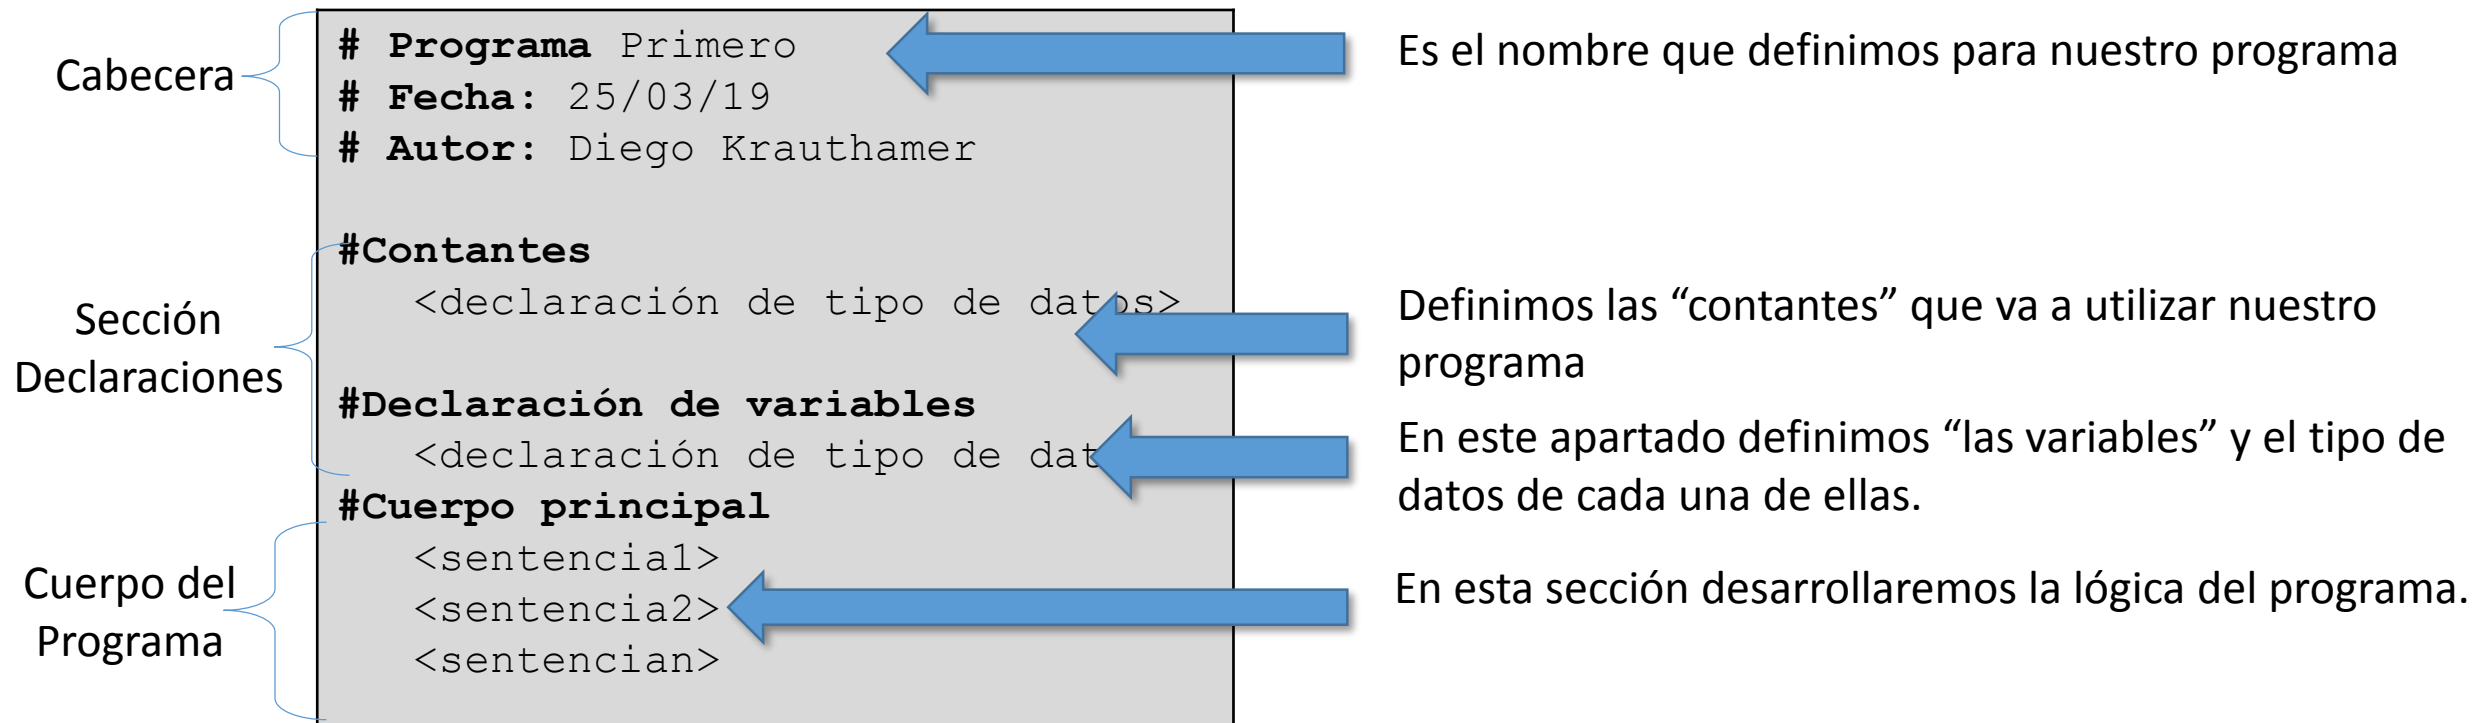 Cabecera
# Programa Primero
# Fecha: 25/03/19
# Autor: Diego Krauthamer
Es el nombre que definimos para nuestro programa
Sección
Declaraciones
#Contantes
<declaración de tipo de datos>
Definimos las “contantes” que va a utilizar nuestro
programa
#Declaración de variables
<declaración de tipo de
En este apartado definimos “las variables” y el tipo de
datos de cada una de ellas.
Cuerpo del
Programa
#Cuerpo principal
<sentencia1>
<sentencia2>
<sentencian>
En esta sección desarrollaremos la lógica del programa.